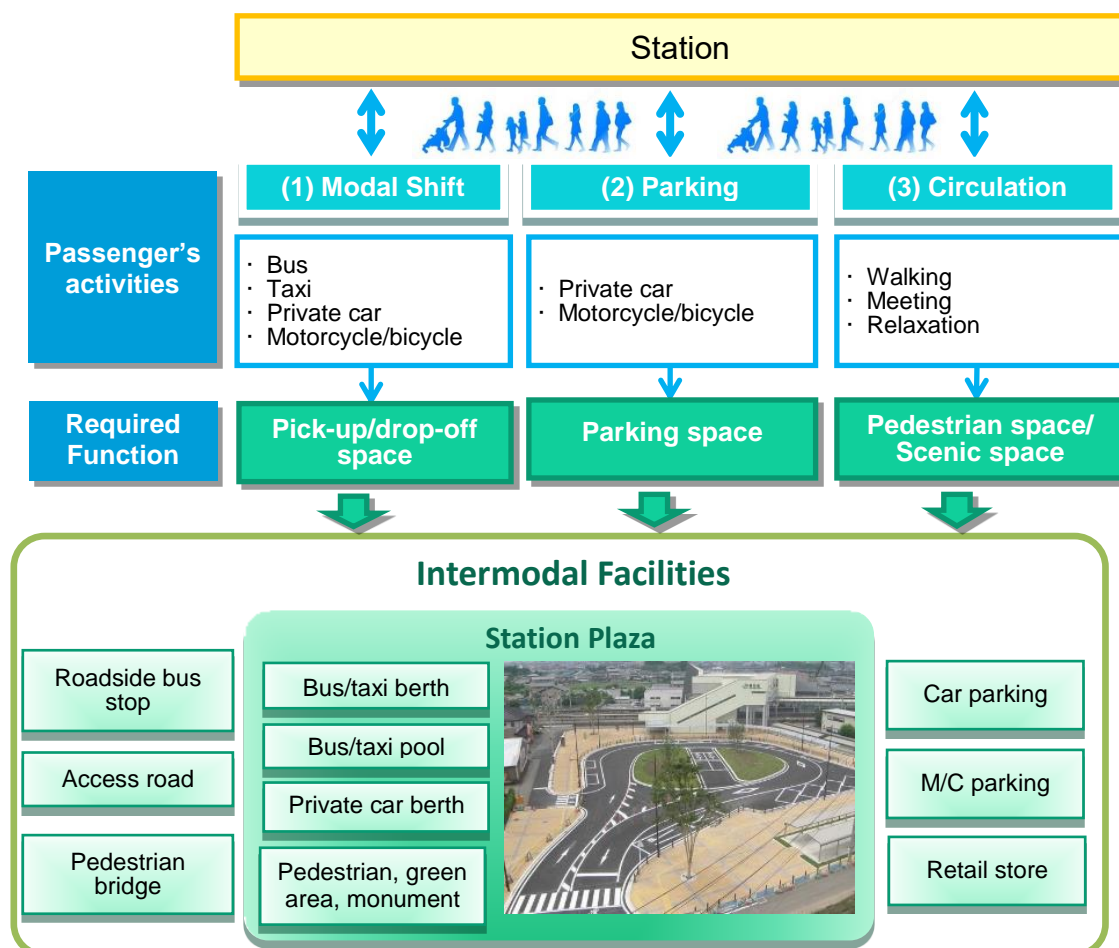 Station
(1) Modal Shift
(2) Parking
(3) Circulation
Passenger's
activities
· Bus
· Taxi
· Private car
· Motorcycle/bicycle
· Private car
· Motorcycle/bicycle
· Walking
· Meeting
· Relaxation
Required
Function
Pick-up/drop-off
space
Parking space
Pedestrian space/
Scenic space
Intermodal Facilities
Station Plaza
Roadside bus
stop
Access road
Pedestrian
bridge
Bus/taxi berth
Bus/taxi pool
Private car berth
Pedestrian, green
area, monument
Car parking
M/C parking
Retail store